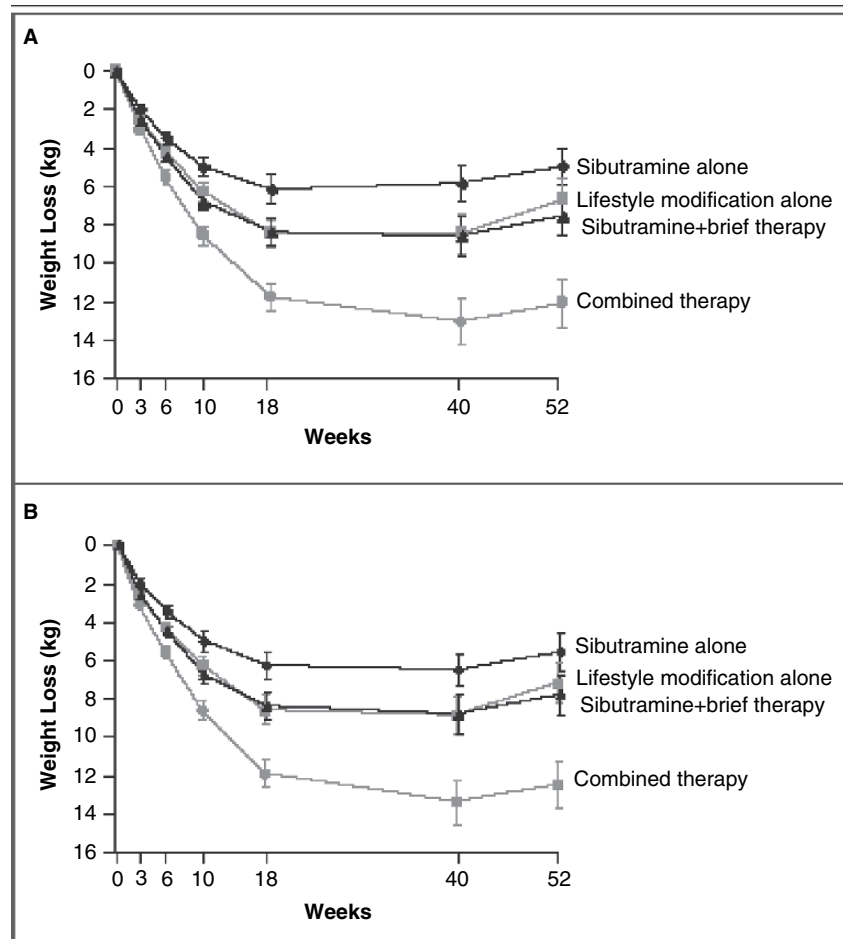 A
0
2
4
6
8
10
12
14
16
Weight Loss (kg)
Sibutramine alone
Lifestyle modification alone
Sibutramine+brief therapy
Combined therapy
0 3 6 10 18 40 52
Weeks
B
0
2
4
6
8
10
12
14
16
Weight Loss (kg)
Sibutramine alone
Lifestyle modification alone
Sibutramine+brief therapy
Combined therapy
0 3 6 10 18 40 52
Weeks